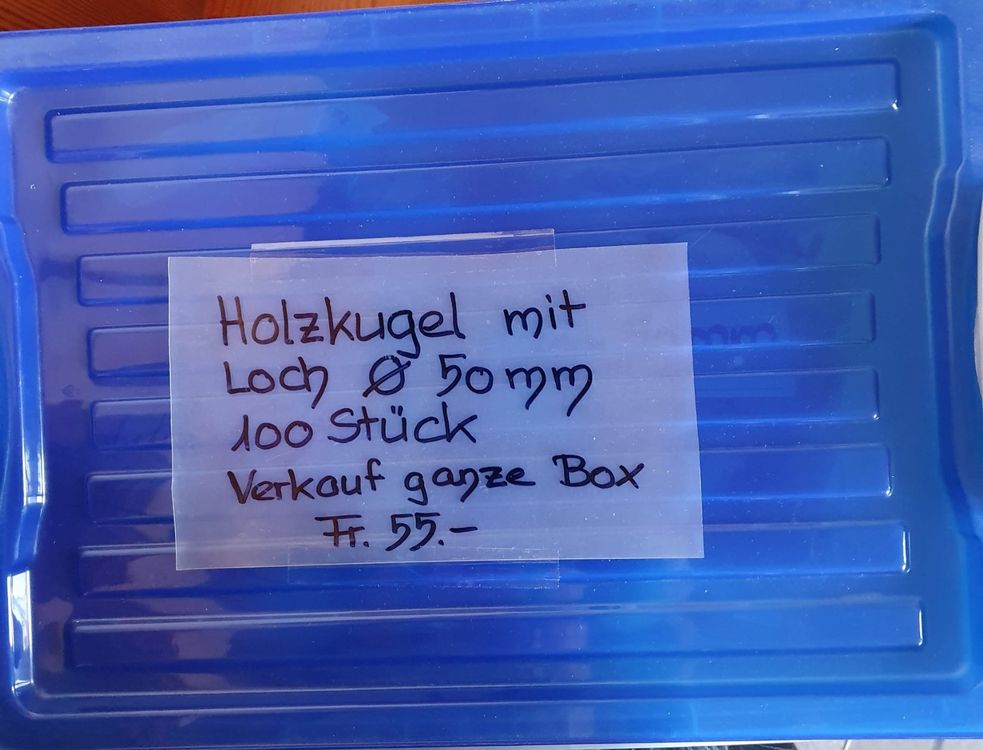 Holzkugel mit
Loch Ø 50mm
100 Stück
Verkauf ganze Box
Fr. 55.–